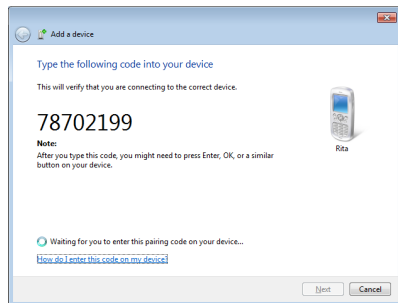 Add a device
Type the following code into your device
This will verify that you are connecting to the correct device.
78702199
Note:
After you type this code, you might need to press Enter, OK, or a similar
button on your device.
Rita
Waiting for you to enter this pairing code on your device...
How do I enter this code on my device?
Next
Cancel